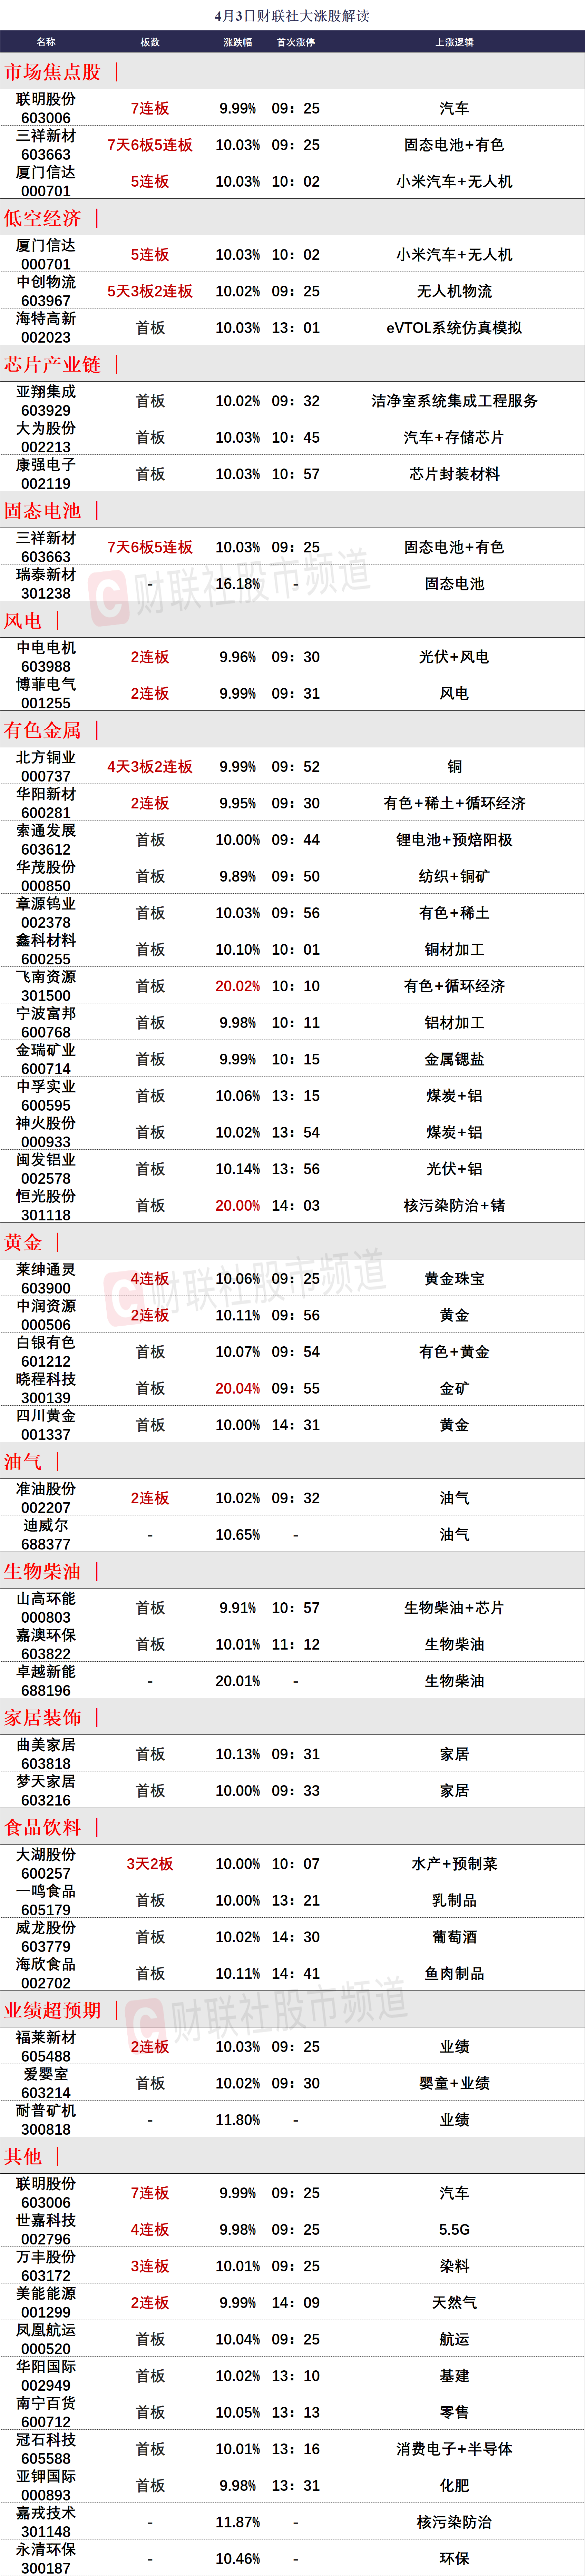 4月3日财联社大涨股解读
名称 板数 涨跌幅 首次涨停 上涨逻辑
市场焦点股 |
联明股份 603006 7连板 9.99% 09：25 汽车
三祥新材 603663 7天6板5连板 10.03% 09：25 固态电池+有色
厦门信达 000701 5连板 10.03% 10：02 小米汽车+无人机
低空经济 |
厦门信达 000701 5连板 10.03% 10：02 小米汽车+无人机
中创物流 603967 5天3板2连板 10.02% 09：25 无人机物流
海特高新 002023 首板 10.03% 13：01 eVTOL系统仿真模拟
芯片产业链 |
亚翔集成 603929 首板 10.02% 09：32 洁净室系统集成工程服务
大为股份 002213 首板 10.03% 10：45 汽车+存储芯片
康强电子 002119 首板 10.03% 10：57 芯片封装材料
固态电池 |
三祥新材 603663 7天6板5连板 10.03% 09：25 固态电池+有色
瑞泰新材 301238 - 16.18% - 固态电池
财联社股市频道
风电 |
中电电机 603988 2连板 9.96% 09：30 光伏+风电
博菲电气 001255 2连板 9.99% 09：31 风电
有色金属 |
北方铜业 000737 4天3板2连板 9.99% 09：52 铜
华阳新材 600281 2连板 9.95% 09：30 有色+稀土+循环经济
索通发展 603612 首板 10.00% 09：44 锂电池+预焙阳极
华茂股份 000850 首板 9.89% 09：50 纺织+铜矿
章源钨业 002378 首板 10.03% 09：56 有色+稀土
鑫科材料 600255 首板 10.10% 10：01 铜材加工
飞南资源 301500 首板 20.02% 10：10 有色+循环经济
宁波富邦 600768 首板 9.98% 10：11 铝材加工
金瑞矿业 600714 首板 9.99% 10：15 金属锶盐
中孚实业 600595 首板 10.06% 13：15 煤炭+铝
神火股份 000933 首板 10.02% 13：54 煤炭+铝
闽发铝业 002578 首板 10.14% 13：56 光伏+铝
恒光股份 301118 首板 20.00% 14：03 核污染防治+锗
黄金 |
莱绅通灵 603900 4连板 10.06% 09：25 黄金珠宝
财联社股市频道
中润资源 000506 2连板 10.11% 09：56 黄金
白银有色 601212 首板 10.07% 09：54 有色+黄金
晓程科技 300139 首板 20.04% 09：55 金矿
四川黄金 001337 首板 10.00% 14：31 黄金
油气 |
准油股份 002207 2连板 10.02% 09：32 油气
迪威尔 688377 - 10.65% - 油气
生物柴油 |
山高环能 000803 首板 9.91% 10：57 生物柴油+芯片
嘉澳环保 603822 首板 10.01% 11：12 生物柴油
卓越新能 688196 - 20.01% - 生物柴油
家居装饰 |
曲美家居 603818 首板 10.13% 09：31 家居
梦天家居 603216 首板 10.00% 09：33 家居
食品饮料 |
大湖股份 600257 3天2板 10.00% 10：07 水产+预制菜
一鸣食品 605179 首板 10.00% 13：21 乳制品
威龙股份 603779 首板 10.02% 14：30 葡萄酒
海欣食品 002702 首板 10.11% 14：41 鱼肉制品
业绩超预期 |
财联社股市频道
福莱新材 605488 2连板 10.03% 09：25 业绩
爱婴室 603214 首板 10.02% 09：30 婴童+业绩
耐普矿机 300818 - 11.80% - 业绩
其他 |
联明股份 603006 7连板 9.99% 09：25 汽车
世嘉科技 002796 4连板 9.98% 09：25 5.5G
万丰股份 603172 3连板 10.01% 09：25 染料
美能能源 001299 2连板 9.99% 14：09 天然气
凤凰航运 000520 首板 10.04% 09：25 航运
华阳国际 002949 首板 10.02% 13：10 基建
南宁百货 600712 首板 10.05% 13：13 零售
冠石科技 605588 首板 10.01% 13：16 消费电子+半导体
亚钾国际 000893 首板 9.98% 13：31 化肥
嘉戎技术 301148 - 11.87% - 核污染防治
永清环保 300187 - 10.46% - 环保